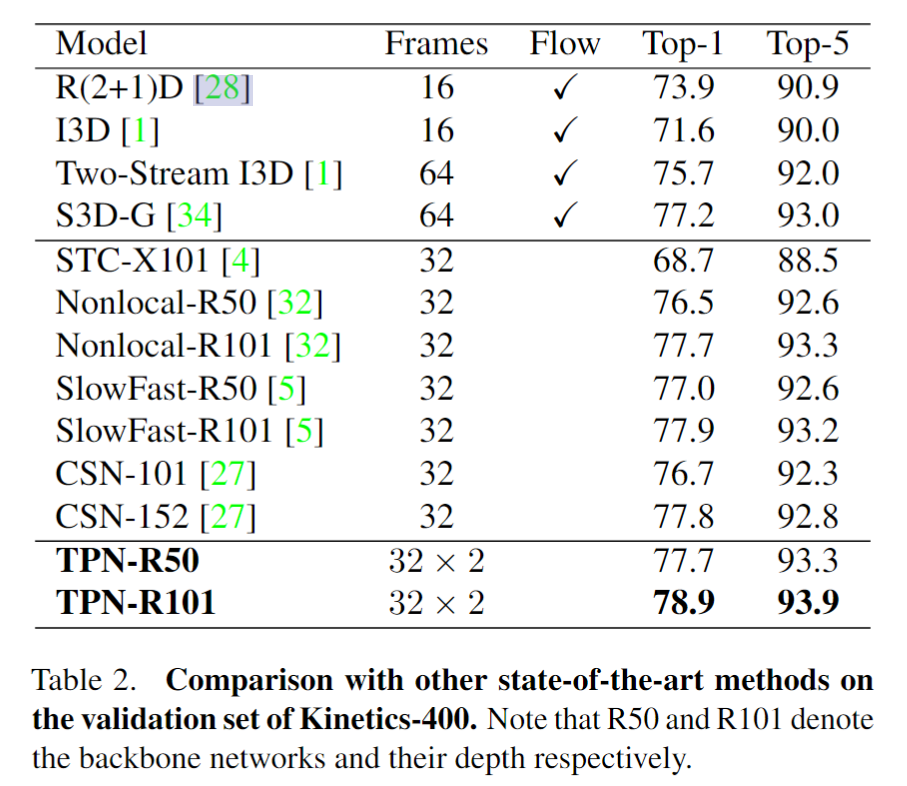 Model Frames Flow Top-1 Top-5
R(2+1)D [28] 16 ✓ 73.9 90.9
I3D [1] 16 ✓ 71.6 90.0
Two-Stream I3D [1] 64 ✓ 75.7 92.0
S3D-G [34] 64 ✓ 77.2 93.0
STC-X101 [4] 32 68.7 88.5
Nonlocal-R50 [32] 32 76.5 92.6
Nonlocal-R101 [32] 32 77.7 93.3
SlowFast-R50 [5] 32 77.0 92.6
SlowFast-R101 [5] 32 77.9 93.2
CSN-101 [27] 32 76.7 92.3
CSN-152 [27] 32 77.8 92.8
TPN-R50 32 × 2 77.7 93.3
TPN-R101 32 × 2 78.9 93.9
Table 2. Comparison with other state-of-the-art methods on
the validation set of Kinetics-400. Note that R50 and R101 denote
the backbone networks and their depth respectively.